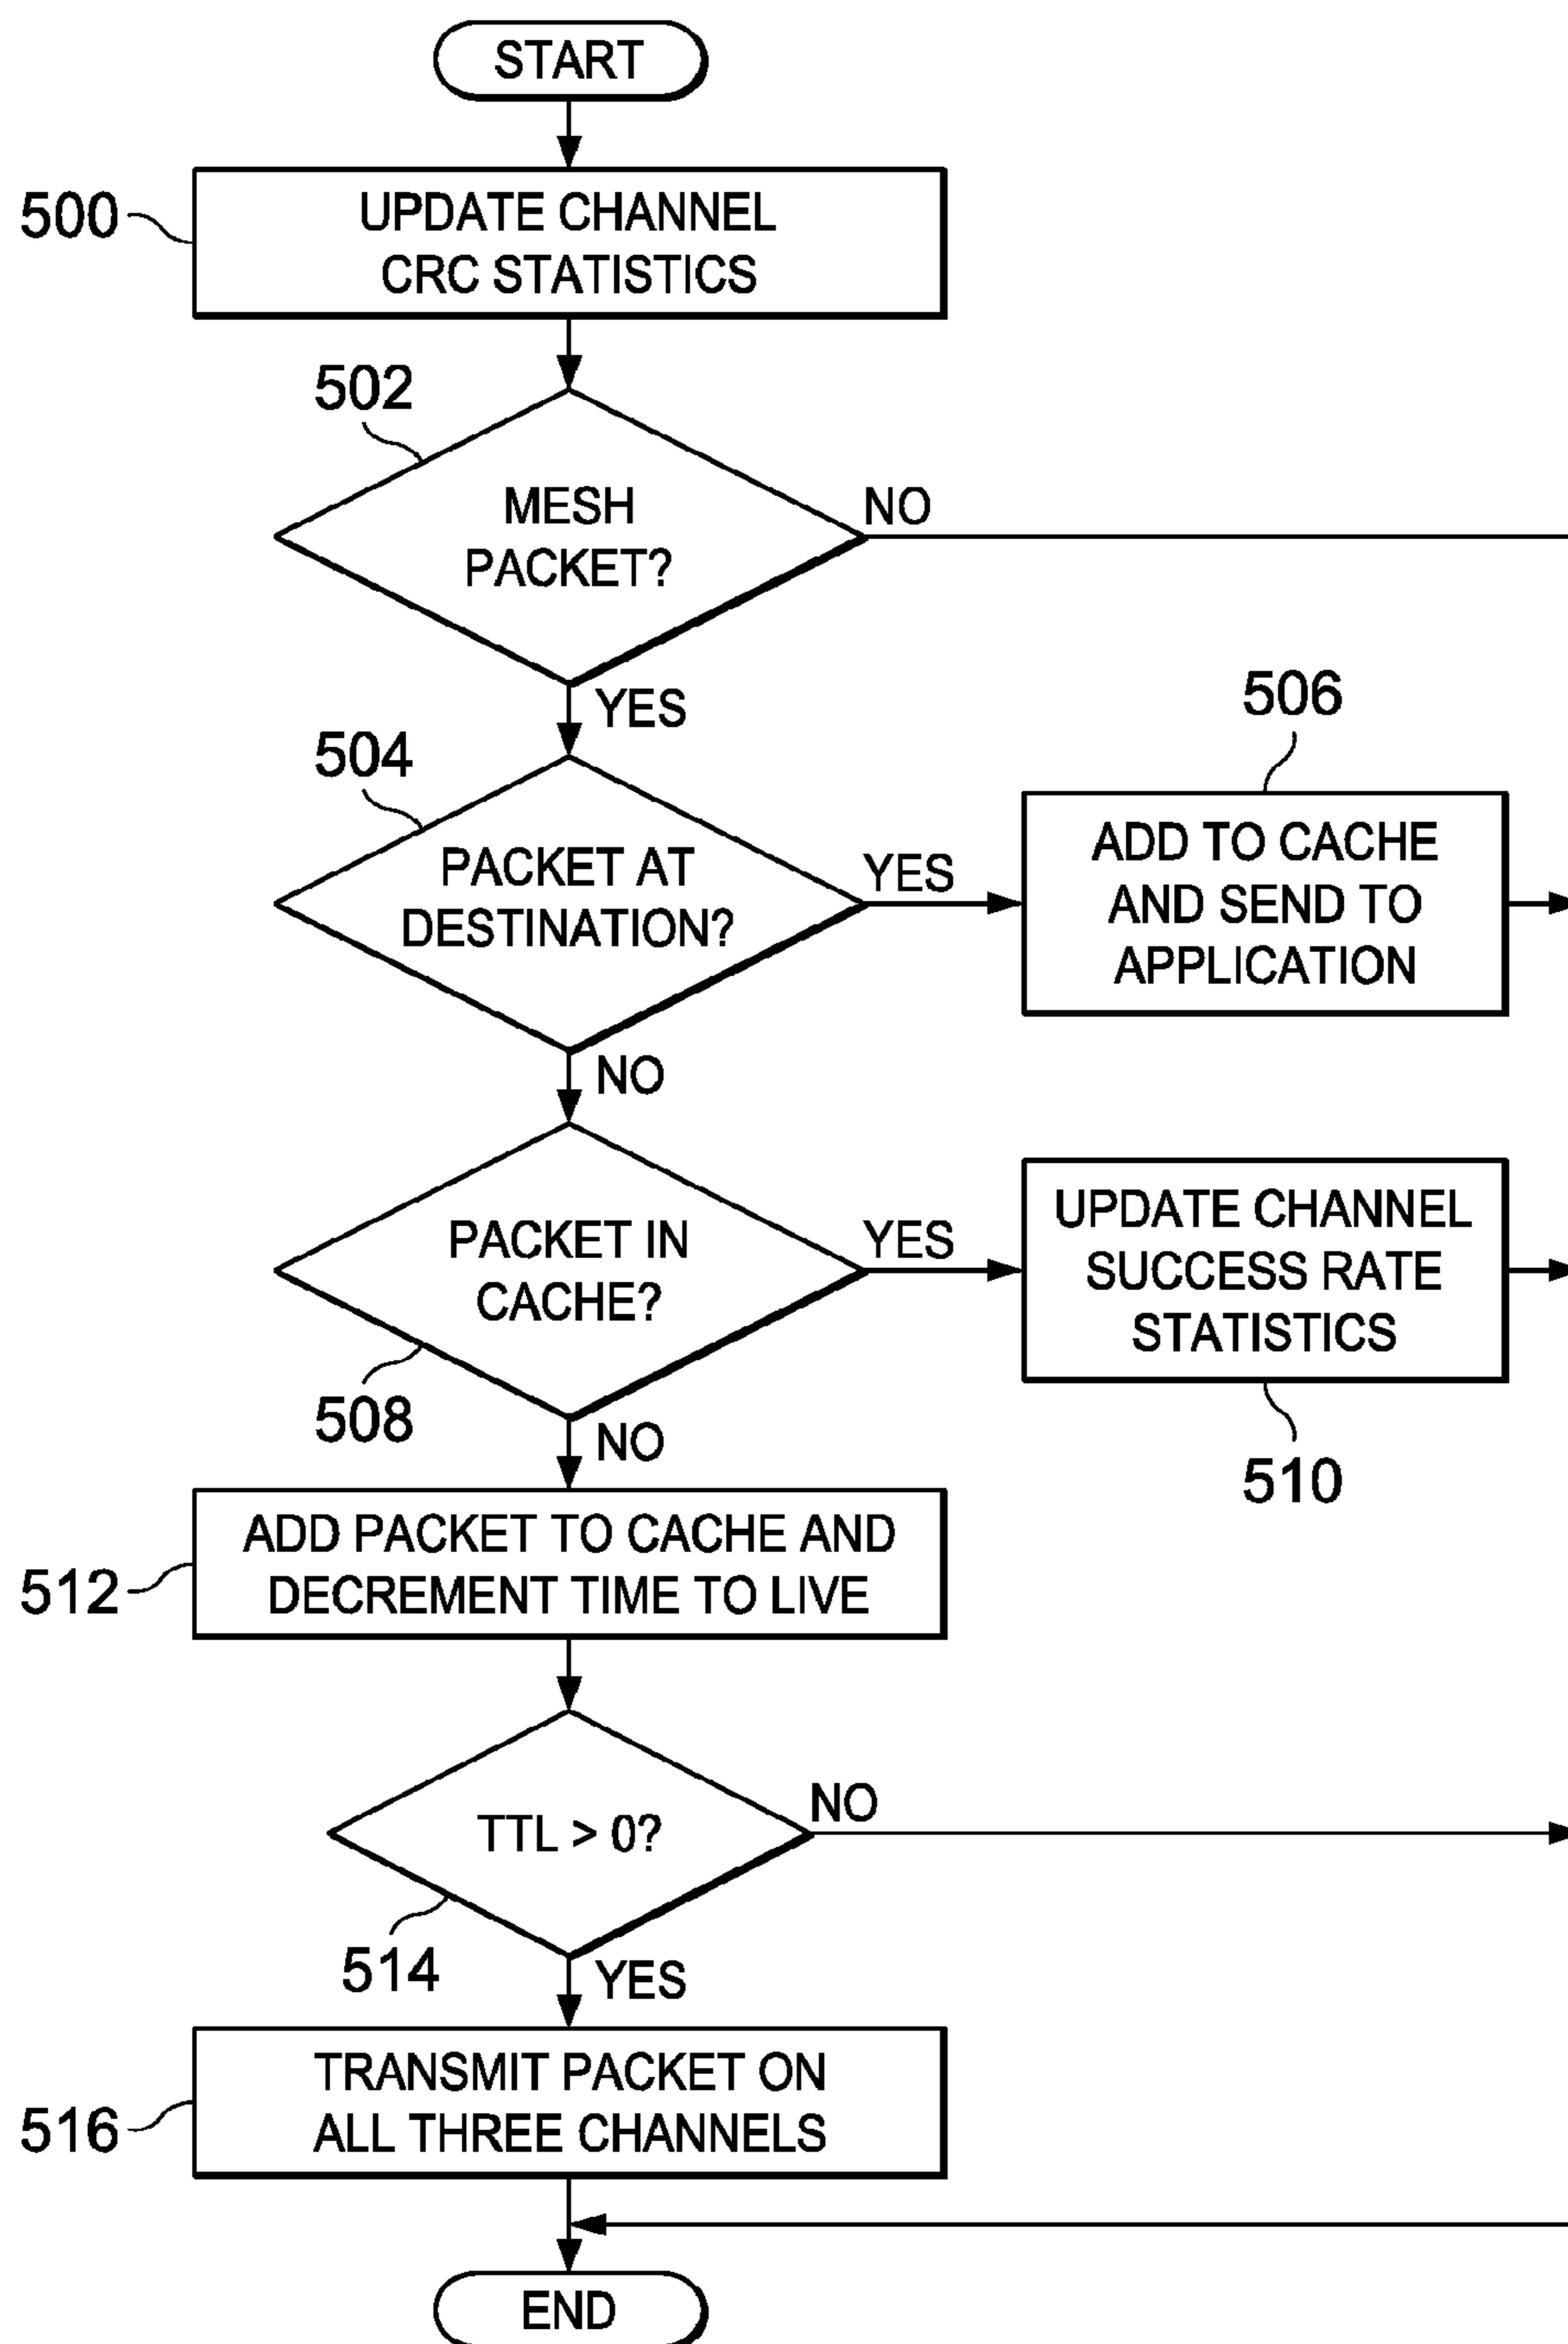 START
500
UPDATE CHANNEL
CRC STATISTICS
502
MESH
PACKET?
NO
YES
504
PACKET AT
DESTINATION?
YES
506
ADD TO CACHE
AND SEND TO
APPLICATION
NO
PACKET IN
CACHE?
YES
508
UPDATE CHANNEL
SUCCESS RATE
STATISTICS
510
NO
512
ADD PACKET TO CACHE AND
DECREMENT TIME TO LIVE
TTL > 0?
NO
514
YES
516
TRANSMIT PACKET ON
ALL THREE CHANNELS
END